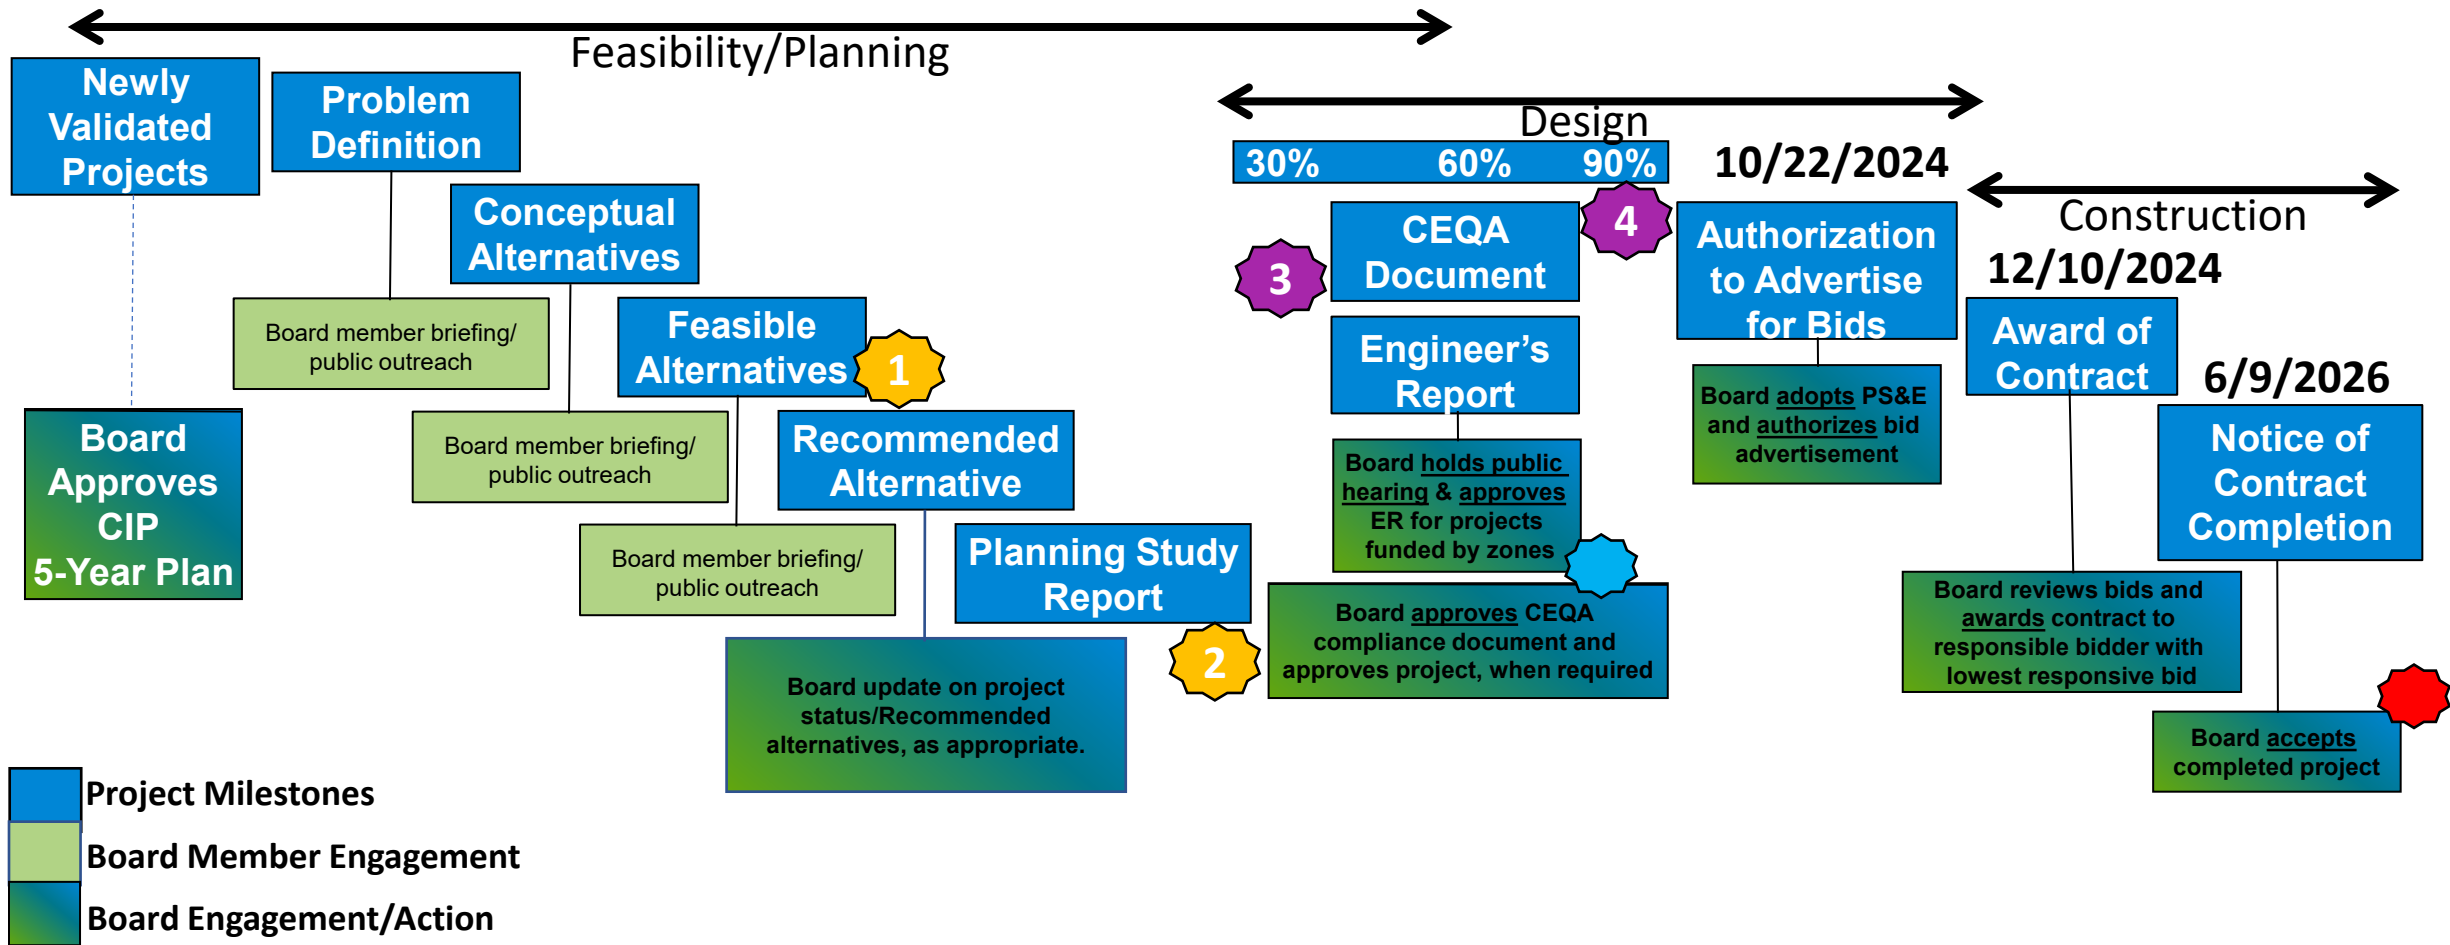 Feasibility/Planning
Newly
Validated
Projects
Problem
Definition
Conceptual
Alternatives
Feasible
Alternatives
1
Recommended
Alternative
Planning Study
Report
2
Board
Approves
CIP
5-Year Plan
Board member briefing/
public outreach
Board member briefing/
public outreach
Board member briefing/
public outreach
Board update on project
status/Recommended
alternatives, as appropriate.
Design
30% 60% 90%
3
CEQA
Document
4
Engineer's
Report
Board holds public
hearing & approves
ER for projects
funded by zones
Board approves CEQA
compliance document and
approves project, when required
10/22/2024
Authorization
to Advertise
for Bids
Board adopts PS&E
and authorizes bid
advertisement
Construction
12/10/2024
Award of
Contract
Board reviews bids and
awards contract to
responsible bidder with
lowest responsive bid
6/9/2026
Notice of
Contract
Completion
Board accepts
completed project
Project Milestones
Board Member Engagement
Board Engagement/Action